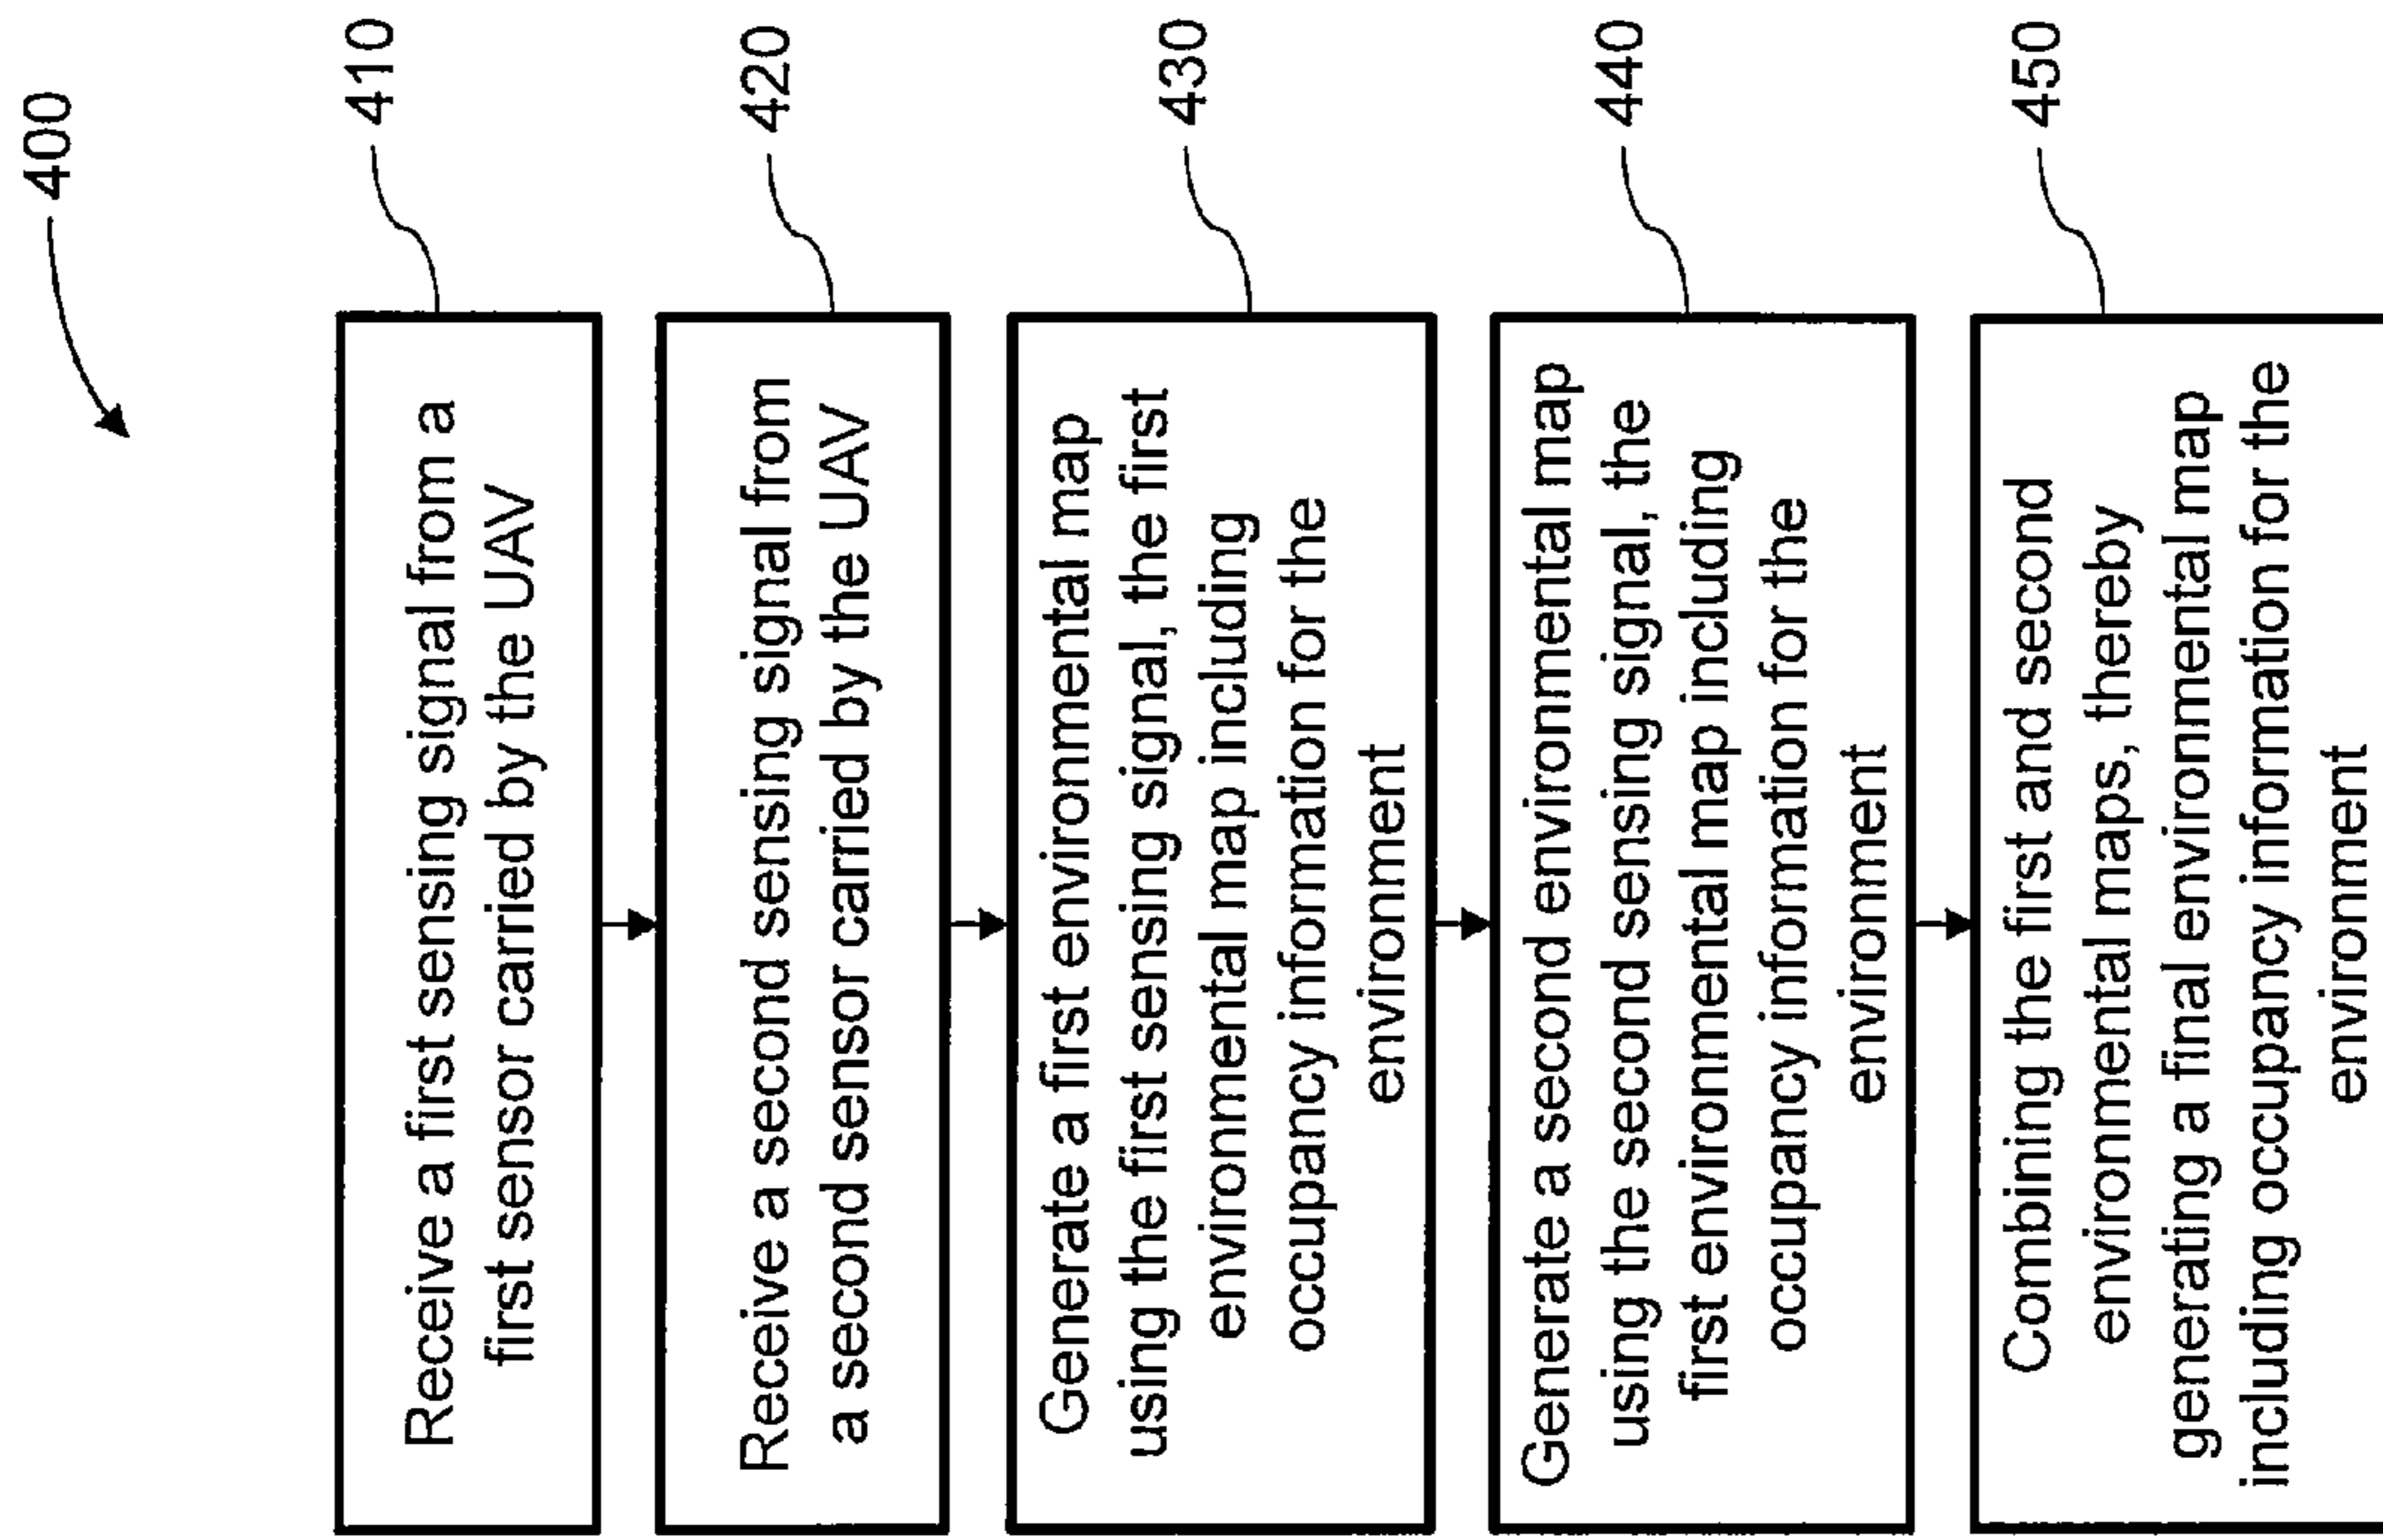 400
410
Receive a first sensing signal from a
first sensor carried by the UAV
420
Receive a second sensing signal from
a second sensor carried by the UAV
430
Generate a first environmental map
using the first sensing signal, the first
environmental map including
occupancy information for the
environment
440
Generate a second environmental map
using the second sensing signal, the
first environmental map including
occupancy information for the
environment
450
Combining the first and second
environmental maps, thereby
generating a final environmental map
including occupancy information for the
environment